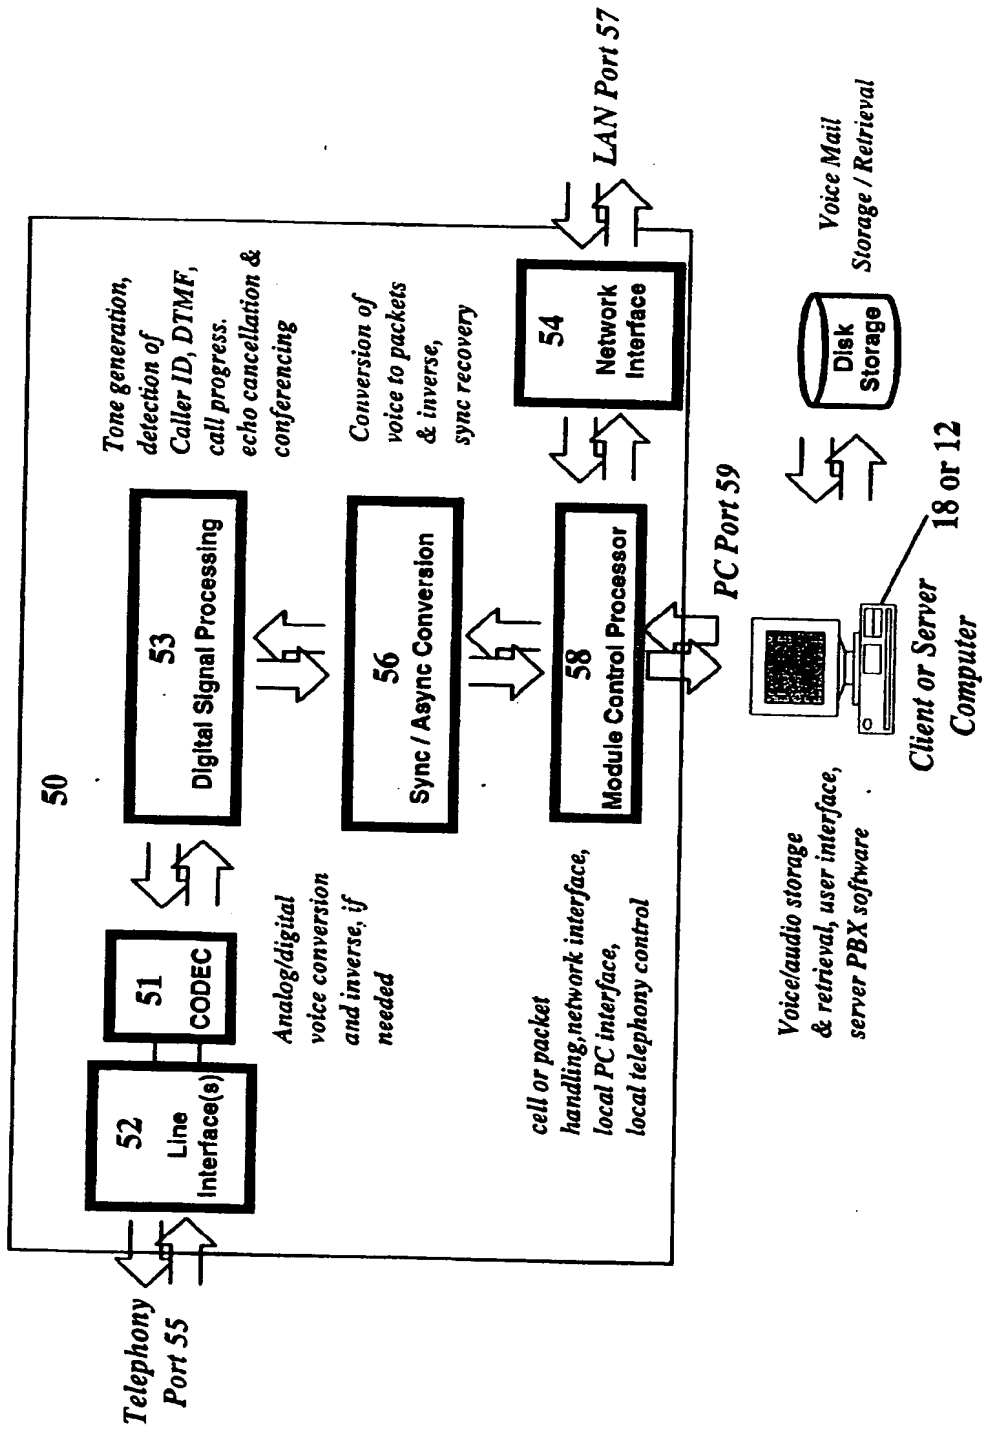 50
Telephony
Port 55
52
Line
Interface(s)
51
CODEC
Analog/digital
voice conversion
and inverse, if
needed
53
Digital Signal Processing
Tone generation,
detection of
Caller ID, DTMF,
call progress.
echo cancellation &
conferencing
56
Sync / Async Conversion
Conversion of
voice to packets
& inverse,
sync recovery
cell or packet
handling,network interface,
local PC interface,
local telephony control
58
Module Control Processor
54
Network
Interface
LAN Port 57
PC Port 59
Voice/audio storage
& retrieval, user interface,
server PBX software
Client or Server
Computer
18 or 12
Disk
Storage
Voice Mail
Storage / Retrieval